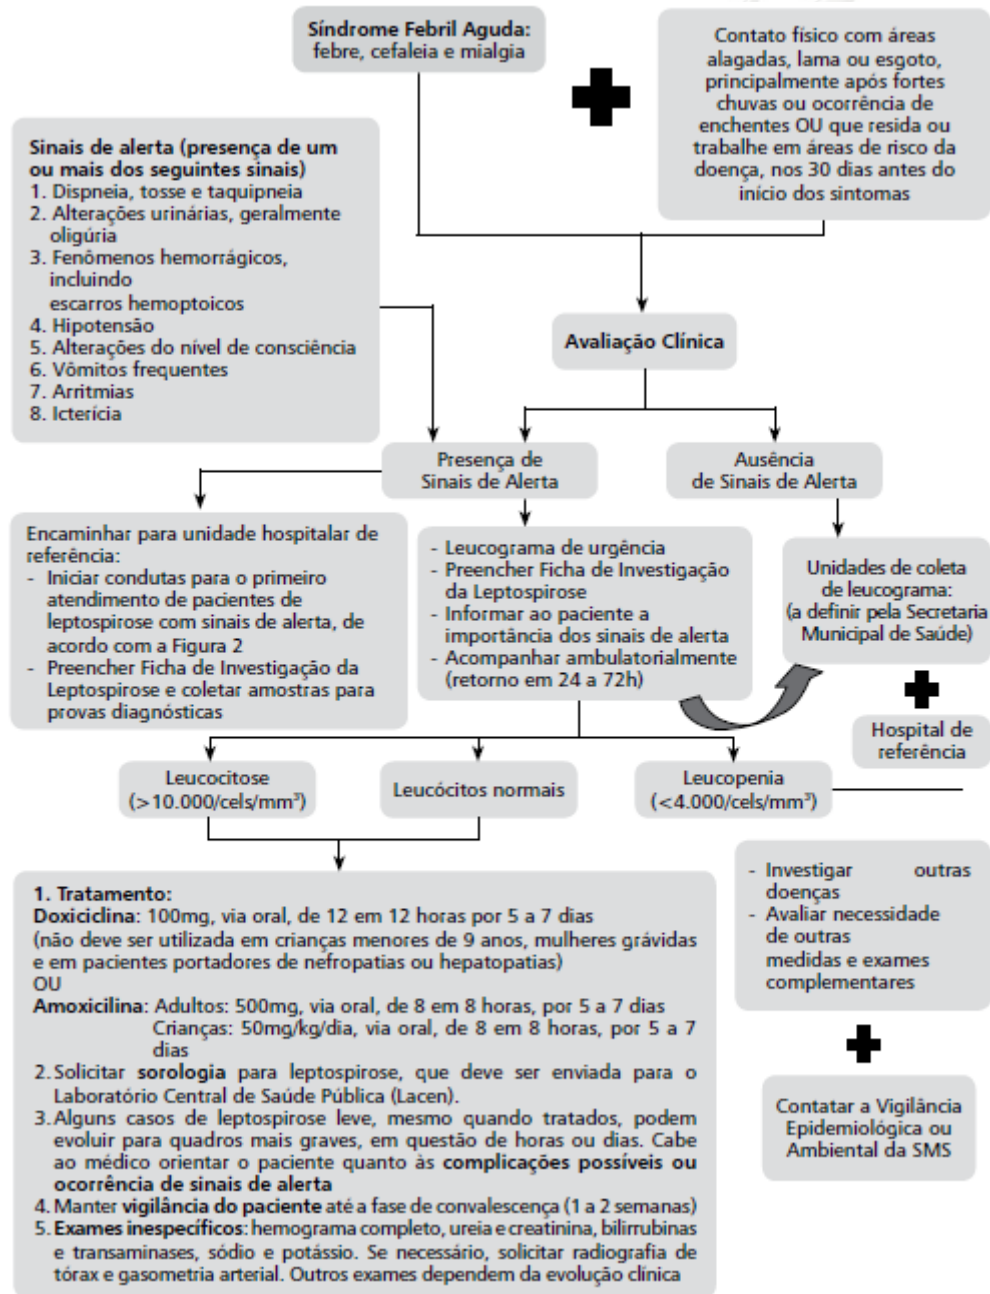 Síndrome Febril Aguda:
febre, cefaleia e mialgia
Contato físico com áreas
alagadas, lama ou esgoto,
principalmente após fortes
chuvas ou ocorrência de
enchentes OU que resida ou
trabalhe em áreas de risco da
doença, nos 30 dias antes do
início dos sintomas
Sinais de alerta (presença de um
ou mais dos seguintes sinais)
1. Dispneia, tosse e taquipneia
2. Alterações urinárias, geralmente
oligúria
3. Fenômenos hemorrágicos,
incluindo
escarros hemoptoicos
4. Hipotensão
5. Alterações do nível de consciência
6. Vômitos frequentes
7. Arritmias
8. Icterícia
Avaliação Clínica
Presença de
Sinais de Alerta
Ausência
de Sinais de Alerta
Encaminhar para unidade hospitalar de
referência:
- Iniciar condutas para o primeiro
atendimento de pacientes de
leptospirose com sinais de alerta, de
acordo com a Figura 2
- Preencher Ficha de Investigação da
Leptospirose e coletar amostras para
provas diagnósticas
- Leucograma de urgência
- Preencher Ficha de Investigação
da Leptospirose
- Informar ao paciente a
importância dos sinais de alerta
- Acompanhar ambulatorialmente
(retorno em 24 a 72h)
Unidades de coleta
de leucograma:
(a definir pela Secretaria
Municipal de Saúde)
Hospital de
referência
Leucocitose
(>10.000/cels/mm³)
Leucócitos normais
Leucopenia
(<4.000/cels/mm³)
1. Tratamento:
Doxiciclina: 100mg, via oral, de 12 em 12 horas por 5 a 7 dias
(não deve ser utilizada em crianças menores de 9 anos, mulheres grávidas
e em pacientes portadores de nefropatias ou hepatopatias)
OU
Amoxicilina: Adultos: 500mg, via oral, de 8 em 8 horas, por 5 a 7 dias
Crianças: 50mg/kg/dia, via oral, de 8 em 8 horas, por 5 a 7
dias
2. Solicitar sorologia para leptospirose, que deve ser enviada para o
Laboratório Central de Saúde Pública (Lacen).
3. Alguns casos de leptospirose leve, mesmo quando tratados, podem
evoluir para quadros mais graves, em questão de horas ou dias. Cabe
ao médico orientar o paciente quanto às complicações possíveis ou
ocorrência de sinais de alerta
4. Manter vigilância do paciente até a fase de convalescença (1 a 2 semanas)
5. Exames inespecíficos: hemograma completo, ureia e creatinina, bilirrubinas
e transaminases, sódio e potássio. Se necessário, solicitar radiografia de
tórax e gasometria arterial. Outros exames dependem da evolução clínica
- Investigar outras
doenças
- Avaliar necessidade
de outras
medidas e exames
complementares
Contatar a Vigilância
Epidemiológica ou
Ambiental da SMS